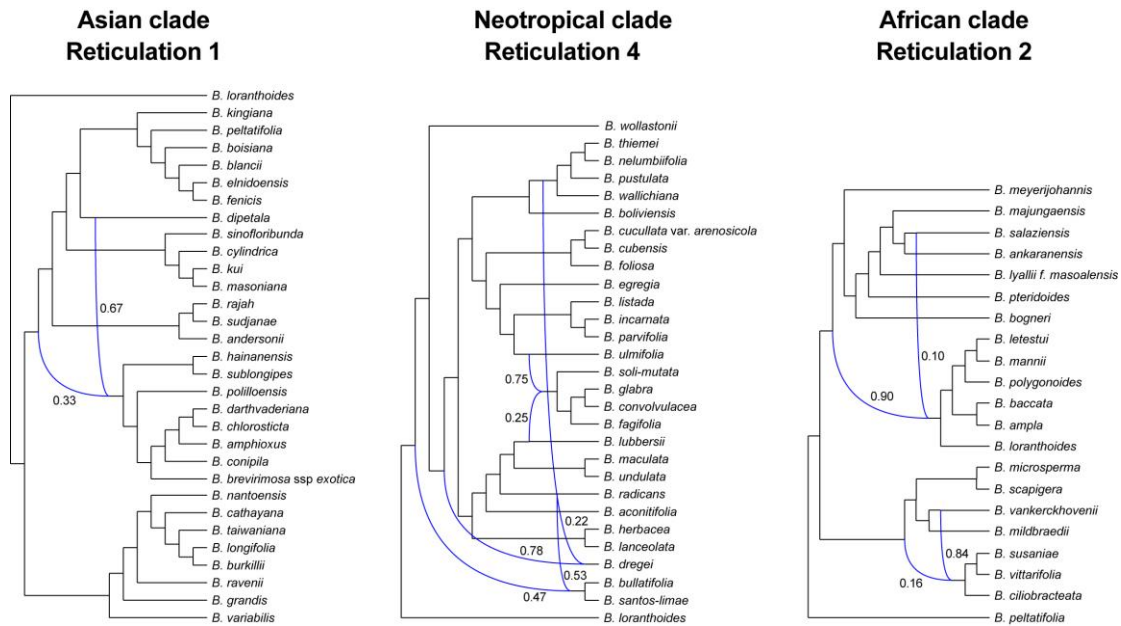 Asian clade
Reticulation 1
B. loranthoides
B. kingiana
B. peltatifolia
B. boisiana
B. blancii
B. elnidoensis
B. fenicis
B. dipetala
B. sinofloribunda
B. cylindrica
B. kui
B. masoniana
B. rajah
0.67
B. sudjanae
B. andersonii
B. hainanensis
B. sublongipes
B. polilloensis
0.33
B. darthvaderiana
B. chlorosticta
B. amphioxus
B. conipila
B. brevirimosa ssp exotica
B. nantoensis
B. cathayana
B. taiwaniana
B. longifolia
B. burkillii
B. ravenii
B. grandis
B. variabilis
Neotropical clade
Reticulation 4
B. wollastonii
B. thiemei
B. nelumbiifolia
B. pustulata
B. wallichiana
B. boliviensis
B. cucullata var. arenosicola
B. cubensis
B. foliosa
B. egregia
B. listada
B. incarnata
B. parvifolia
B. ulmifolia
0.75
B. soli-mutata
B. glabra
B. convolvulacea
0.25
B. fagifolia
B. lubbersii
B. maculata
B. undulata
B. radicans
B. aconitifolia
0.22
B. herbacea
B. lanceolata
0.78
B. dregei
0.53
B. bullatifolia
0.47
B. santos-limae
B. loranthoides
African clade
Reticulation 2
B. meyerijohannis
B. majungaensis
B. salaziensis
B. ankaranensis
B. lyallii f. masoalensis
B. pteridoides
B. bogneri
B. letestui
0.10
B. mannii
B. polygonoides
0.90
B. baccata
B. ampla
B. loranthoides
B. microsperma
B. scapigera
B. vankerckhovenii
B. mildbraedii
0.84
B. susaniae
B. vittarifolia
0.16
B. ciliobracteata
B. peltatifolia